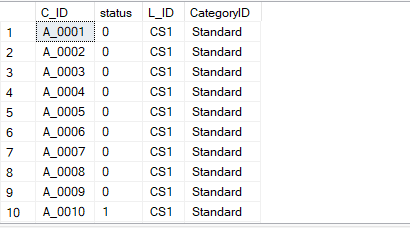 C_ID status L_ID CategoryID
1 A_0001 0 CS1 Standard
2 A_0002 0 CS1 Standard
3 A_0003 0 CS1 Standard
4 A_0004 0 CS1 Standard
5 A_0005 0 CS1 Standard
6 A_0006 0 CS1 Standard
7 A_0007 0 CS1 Standard
8 A_0008 0 CS1 Standard
9 A_0009 0 CS1 Standard
10 A_0010 1 CS1 Standard